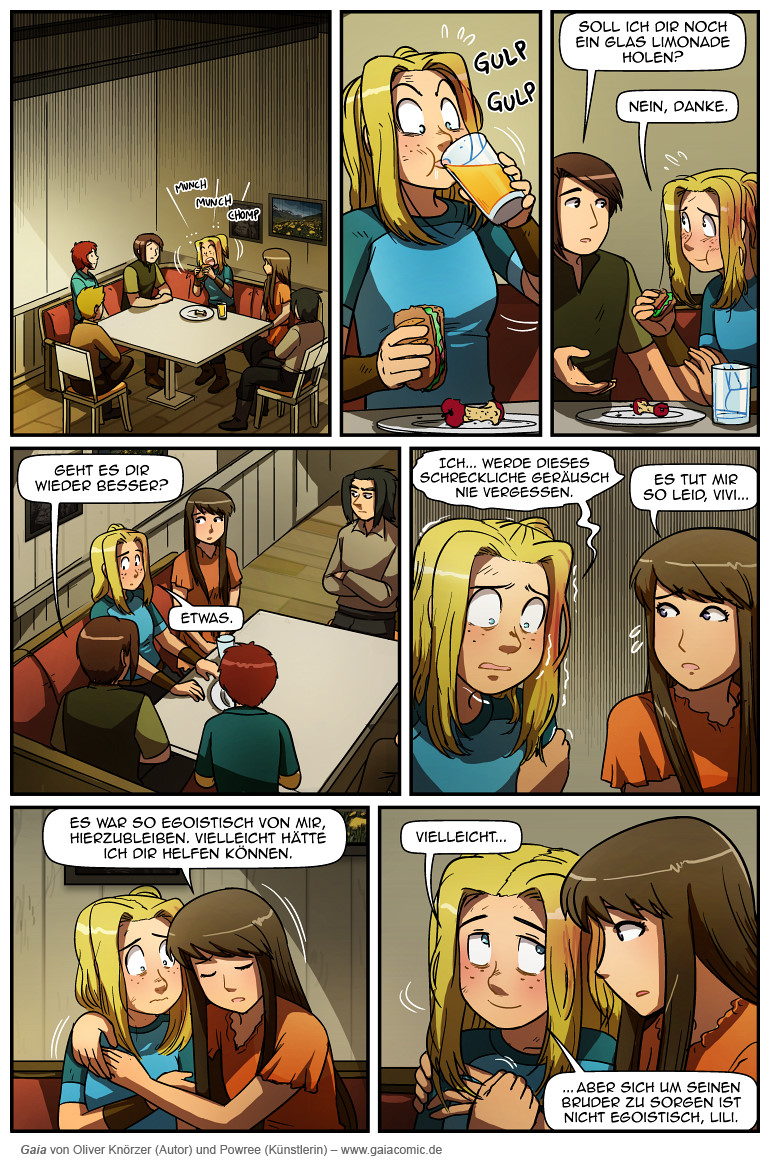 MUNCH
MUNCH
CHOMP
GULP
GULP
SOLL ICH DIR NOCH
EIN GLAS LIMONADE
HOLEN?
NEIN, DANKE.
GEHT ES DIR
WIEDER BESSER?
ETWAS.
ICH... WERDE DIESES
SCHRECKLICHE GERÄUSCH
NIE VERGESSEN.
ES TUT MIR
SO LEID, VIVI...
ES WAR SO EGOISTISCH VON MIR,
HIERZUBLEIBEN. VIELLEICHT HÄTTE
ICH DIR HELFEN KÖNNEN.
VIELLEICHT...
...ABER SICH UM SEINEN
BRUDER ZU SORGEN IST
NICHT EGOISTISCH, LILI.
Gaia von Oliver Knörzer (Autor) und Powree (Künstlerin) – www.gaiacomic.de